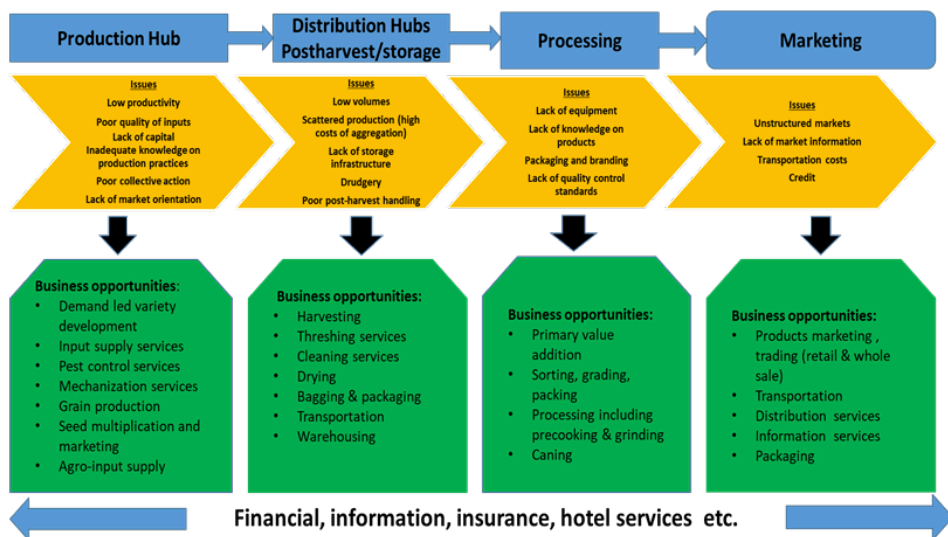 Production Hub
Distribution Hubs
Postharvest/storage
Processing
Marketing
Issues
Low productivity
Poor quality of inputs
Lack of capital
Inadequate knowledge on
production practices
Poor collective action
Lack of market orientation
Issues
Low volumes
Scattered production (high
costs of aggregation)
Lack of storage
infrastructure
Drudgery
Poor post-harvest handling
Issues
Lack of equipment
Lack of knowledge on
products
Packaging and branding
Lack of quality control
standards
Issues
Unstructured markets
Lack of market information
Transportation costs
Credit
Business opportunities:
• Demand led variety
development
• Input supply services
• Pest control services
• Mechanization services
• Grain production
• Seed multiplication and
marketing
• Agro-input supply
Business opportunities:
• Harvesting
• Threshing services
• Cleaning services
• Drying
• Bagging & packaging
• Transportation
• Warehousing
Business opportunities:
• Primary value
addition
• Sorting, grading,
packing
• Processing including
precooking & grinding
• Caning
Business opportunities:
• Products marketing ,
trading (retail & whole
sale)
• Transportation
• Distribution services
• Information services
• Packaging
Financial, information, insurance, hotel services etc.